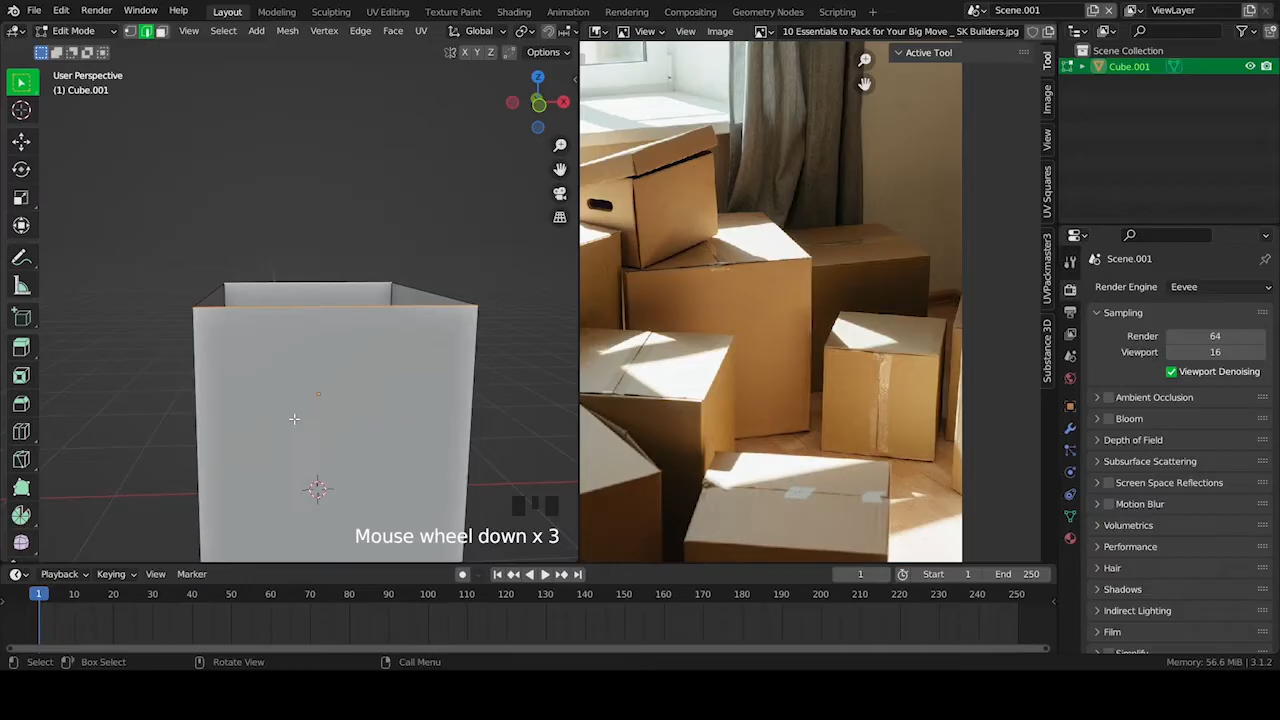 File Edit Render Window Help Layout Modeling Sculpting UV Editing Texture Paint Shading Animation Rendering Compositing Geometry Nodes Scripting + Scene.001 ViewLayer
Edit Mode View Select Add Mesh Vertex Edge Face UV Global View View Image 10 Essentials to Pack for Your Big Move _ SK Builders.jpg
X Y Z Options Active Tool
Scene Collection
Cube.001
User Perspective
(1) Cube.001
Z
X
Tool
Image
View
UV Squares
UVPackmaster3
Substance 3D
Scene.001
Render Engine Eevee
Sampling
Render 64
Viewport 16
Viewport Denoising
Ambient Occlusion
Bloom
Depth of Field
Subsurface Scattering
Screen Space Reflections
Motion Blur
Volumetrics
Performance
Hair
Shadows
Indirect Lighting
Film
Mouse wheel down x 3
Playback Keying View Marker 1 Start 1 End 250
1 10 20 30 40 50 60 70 80 90 100 110 120 130 140 150 160 170 180 190 200 210 220 230 240 250
Select Box Select Rotate View Call Menu Memory: 56.6 MiB | 3.1.2